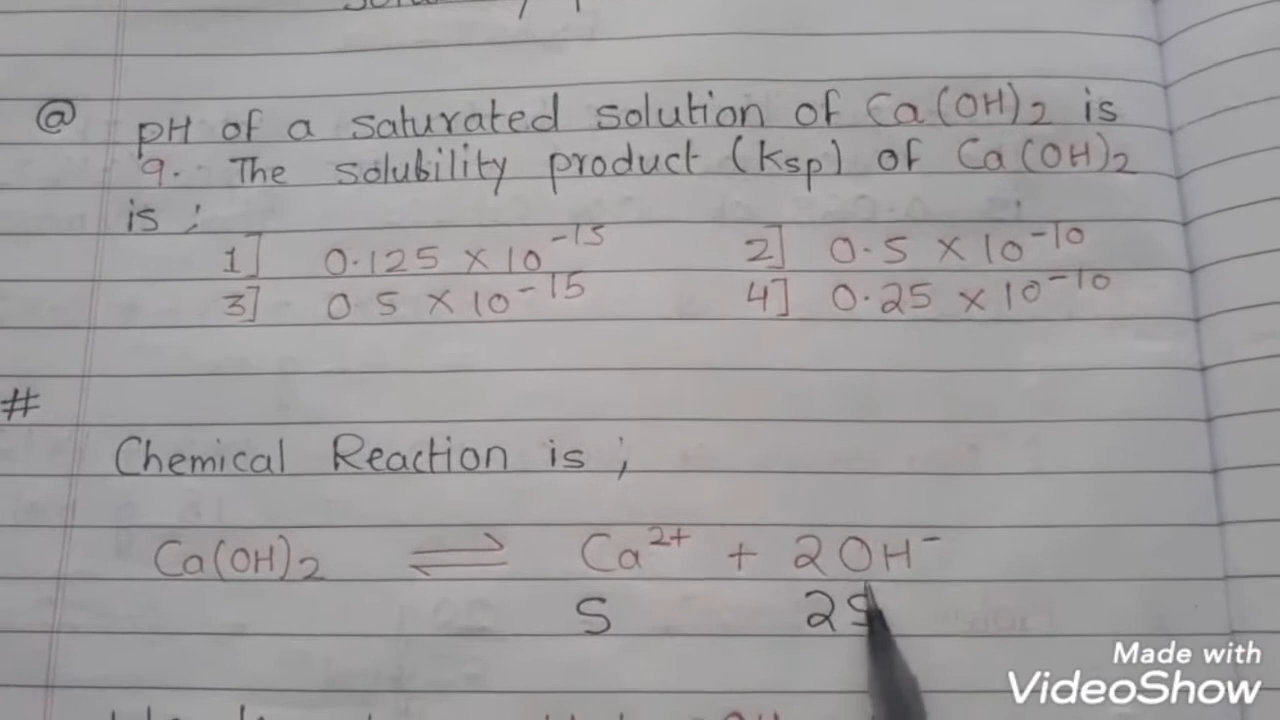 @ pH of a saturated solution of Ca(OH)2 is
9. The solubility product (Ksp) of Ca(OH)2
is ;
1] 0.125 × 10⁻¹⁵ 2] 0.5 × 10⁻¹⁰
3] 0.5 × 10⁻¹⁵ 4] 0.25 × 10⁻¹⁰
#
Chemical Reaction is ;
Ca(OH)2 ⇌ Ca²⁺ + 2OH⁻
S 2S
Made with
VideoShow